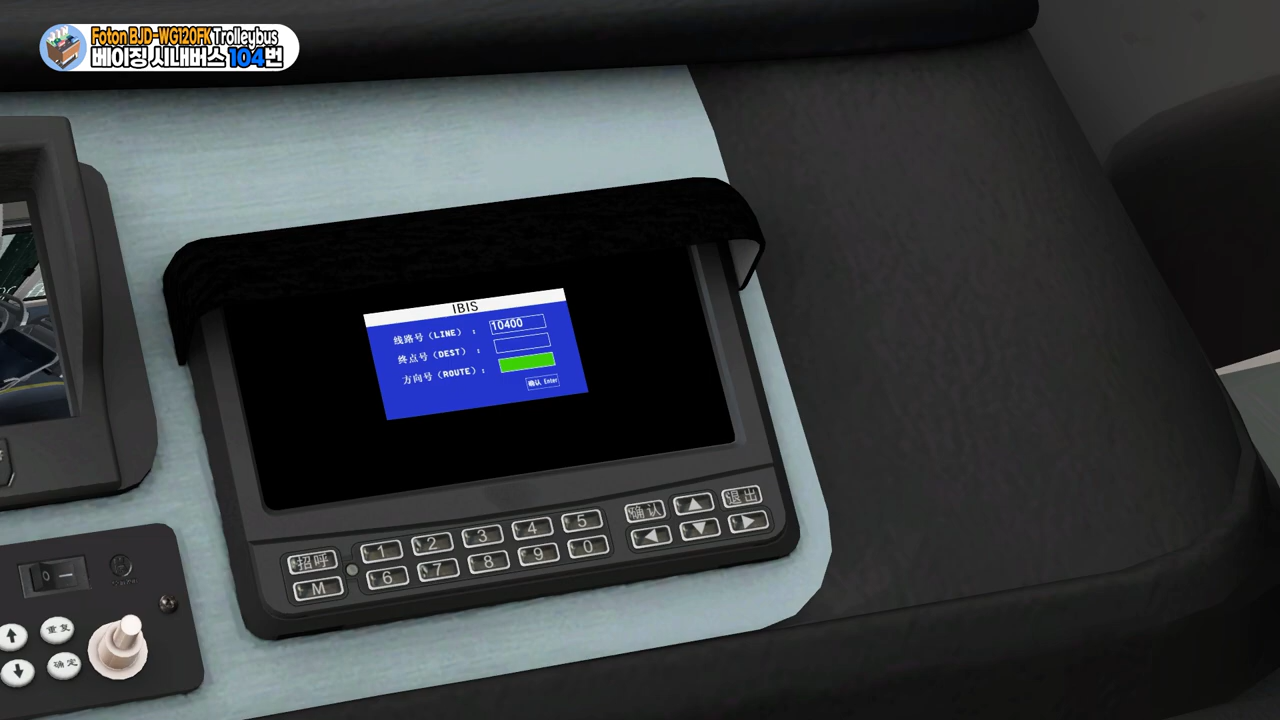 Foton BJD-WG120FK Trolleybus
베이징 시내버스 104번
IBIS
线路号（LINE）： 10400
终点号（DEST）：
方向号（ROUTE）：
确认 Enter
招呼 1 2 3 4 5 确认 ▲ 退出
M 6 7 8 9 0 ◀ ▼ ▶
0 —
↑ 重复
↓ 确定